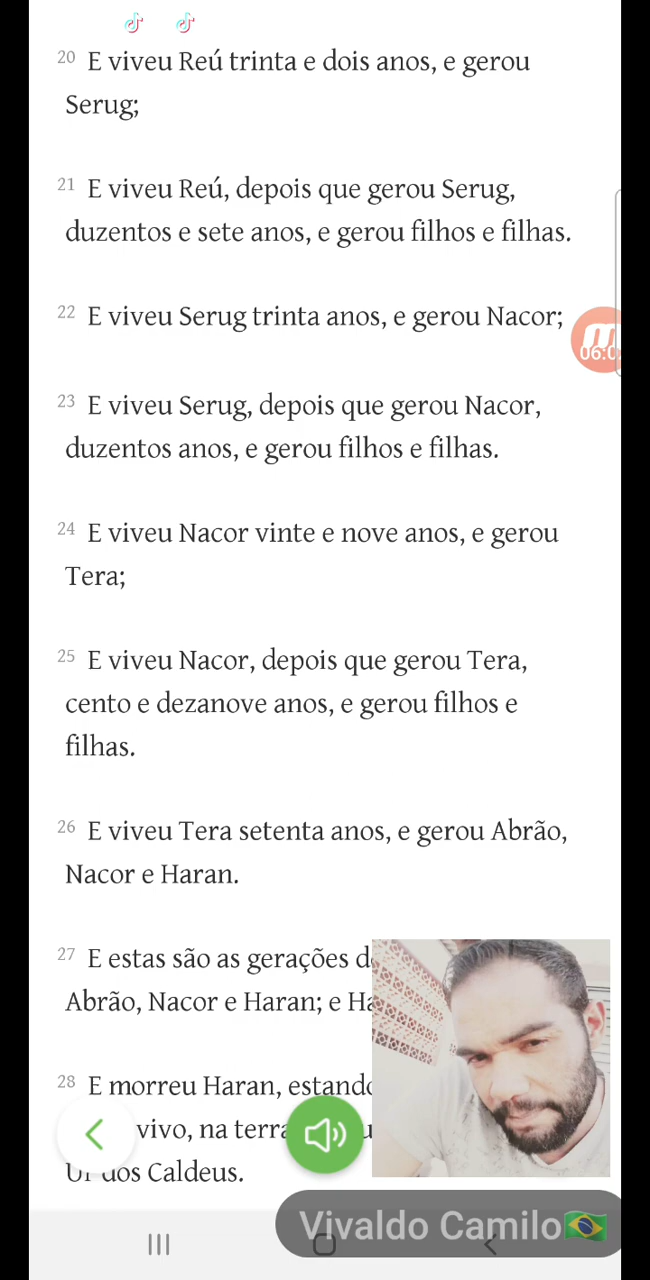 20 E viveu Reú trinta e dois anos, e gerou
Serug;
21 E viveu Reú, depois que gerou Serug,
duzentos e sete anos, e gerou filhos e filhas.
22 E viveu Serug trinta anos, e gerou Nacor;
06:0
23 E viveu Serug, depois que gerou Nacor,
duzentos anos, e gerou filhos e filhas.
24 E viveu Nacor vinte e nove anos, e gerou
Tera;
25 E viveu Nacor, depois que gerou Tera,
cento e dezanove anos, e gerou filhos e
filhas.
26 E viveu Tera setenta anos, e gerou Abrão,
Nacor e Haran.
27 E estas são as gerações
Abrão, Nacor e Haran; e
28 E morreu Haran, estando
vivo, na terra
Ur dos Caldeus.
Vivaldo Camilo